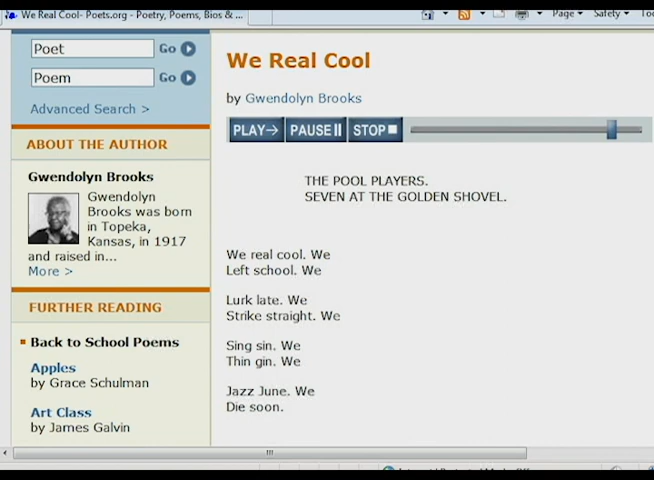 We Real Cool- Poets.org - Poetry, Poems, Bios & ...
Page
Safety
Poet
Go
Poem
Go
Advanced Search >
ABOUT THE AUTHOR
Gwendolyn Brooks
Gwendolyn
Brooks was born
in Topeka,
Kansas, in 1917
and raised in...
More >
FURTHER READING
Back to School Poems
Apples
by Grace Schulman
Art Class
by James Galvin
We Real Cool
by Gwendolyn Brooks
PLAY
PAUSE
STOP
THE POOL PLAYERS.
SEVEN AT THE GOLDEN SHOVEL.
We real cool. We
Left school. We
Lurk late. We
Strike straight. We
Sing sin. We
Thin gin. We
Jazz June. We
Die soon.